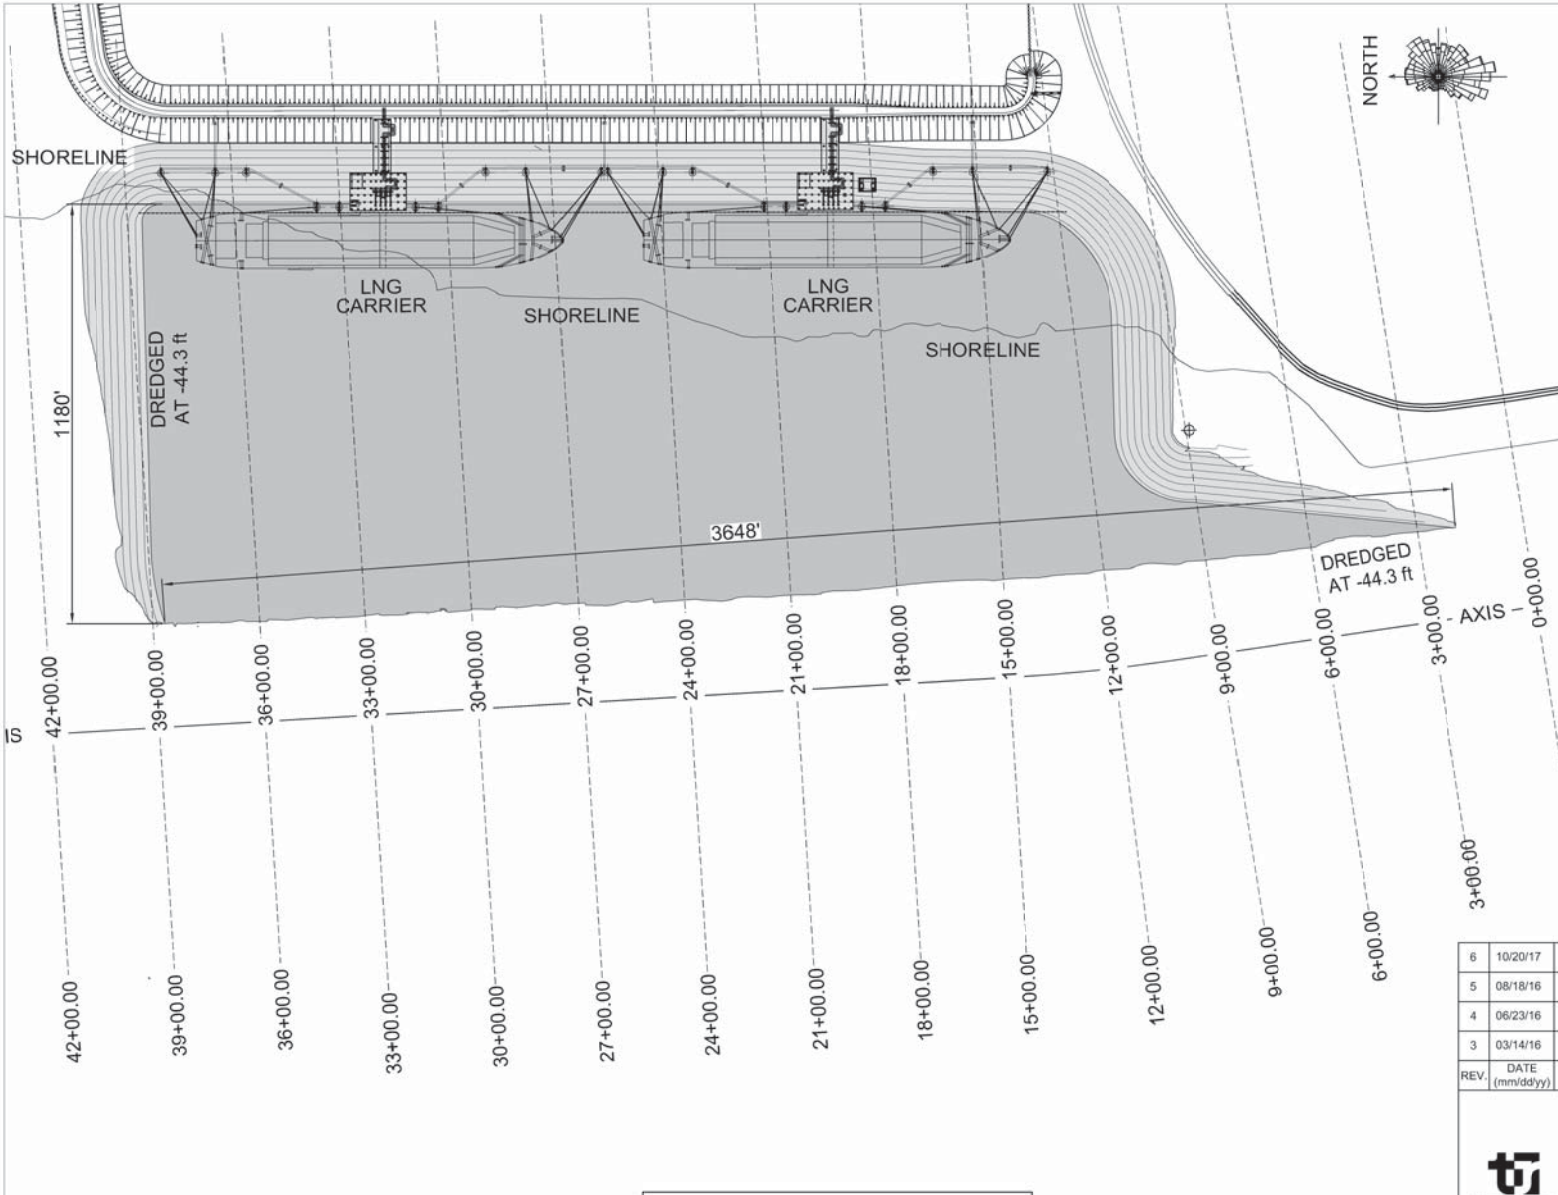 NORTH
SHORELINE
LNG
CARRIER
LNG
CARRIER
SHORELINE
SHORELINE
DREDGED
AT -44.3 ft
1180'
3648'
DREDGED
AT -44.3 ft
IS
42+00.00
39+00.00
36+00.00
33+00.00
30+00.00
27+00.00
24+00.00
21+00.00
18+00.00
15+00.00
12+00.00
9+00.00
6+00.00
3+00.00
AXIS
0+00.00
42+00.00
39+00.00
36+00.00
33+00.00
30+00.00
27+00.00
24+00.00
21+00.00
18+00.00
15+00.00
12+00.00
9+00.00
6+00.00
3+00.00
6 10/20/17
5 08/18/16
4 06/23/16
3 03/14/16
REV. DATE
(mm/dd/yy)